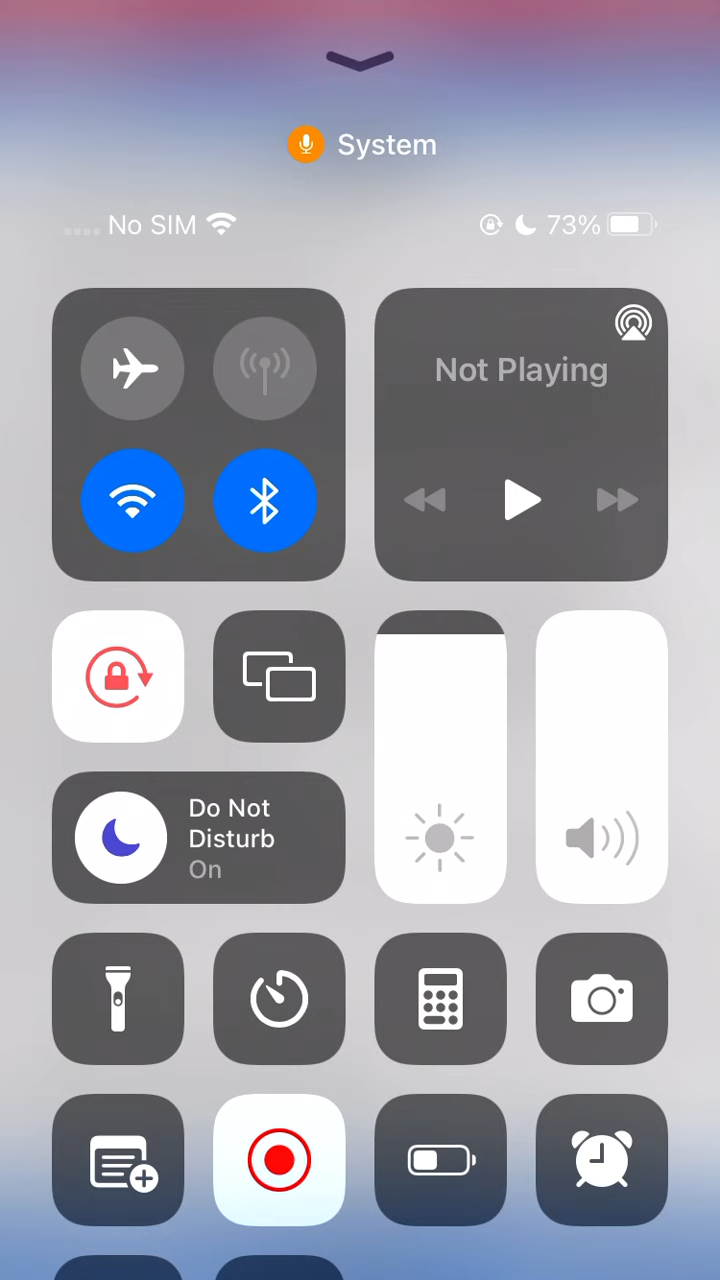 System
No SIM
73%
Not Playing
Do Not
Disturb
On